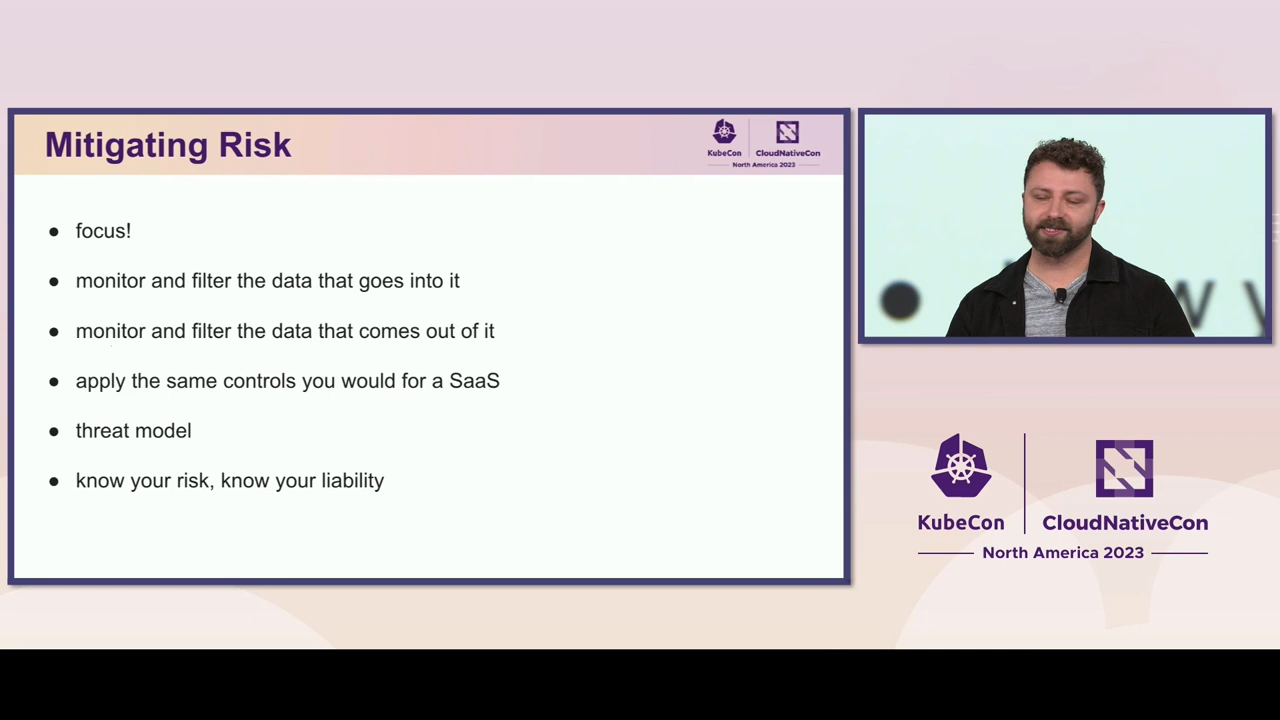 Mitigating Risk
KubeCon
CloudNativeCon
North America 2023
● focus!
● monitor and filter the data that goes into it
● monitor and filter the data that comes out of it
● apply the same controls you would for a SaaS
● threat model
● know your risk, know your liability
KubeCon
CloudNativeCon
North America 2023